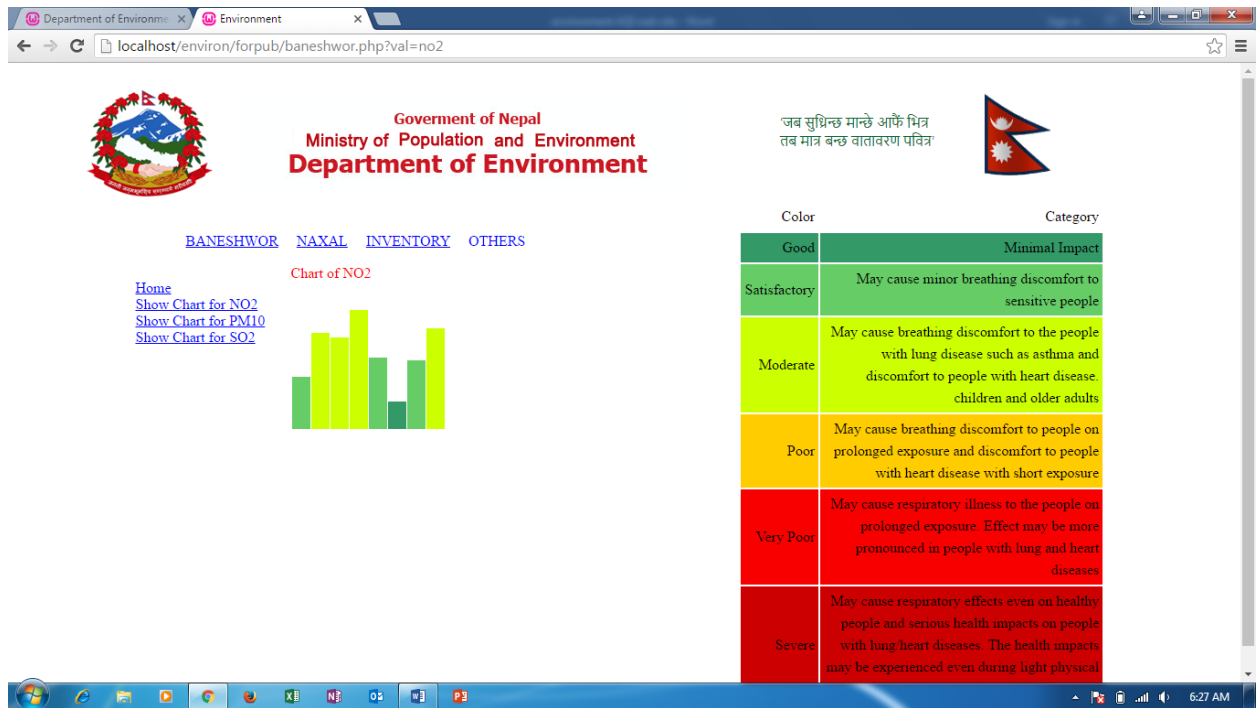 Department of Environme
Environment
localhost/environ/forpub/baneshwor.php?val=no2
Goverment of Nepal
Ministry of Population and Environment
Department of Environment
'जब सुध्रिन्छ मान्छे आफैं भित्र
तब मात्र बन्छ वातावरण पवित्र'
BANESHWOR NAXAL INVENTORY OTHERS
Chart of NO2
Home
Show Chart for NO2
Show Chart for PM10
Show Chart for SO2
Color Category
Good Minimal Impact
Satisfactory May cause minor breathing discomfort to
sensitive people
May cause breathing discomfort to the people
with lung disease such as asthma and
Moderate
discomfort to people with heart disease.
children and older adults
May cause breathing discomfort to people on
Poor prolonged exposure and discomfort to people
with heart disease with short exposure
May cause respiratory illness to the people on
prolonged exposure. Effect may be more
Very Poor
pronounced in people with lung and heart
diseases
May cause respiratory effects even on healthy
people and serious health impacts on people
Severe with lung/heart diseases. The health impacts
may be experienced even during light physical
6:27 AM